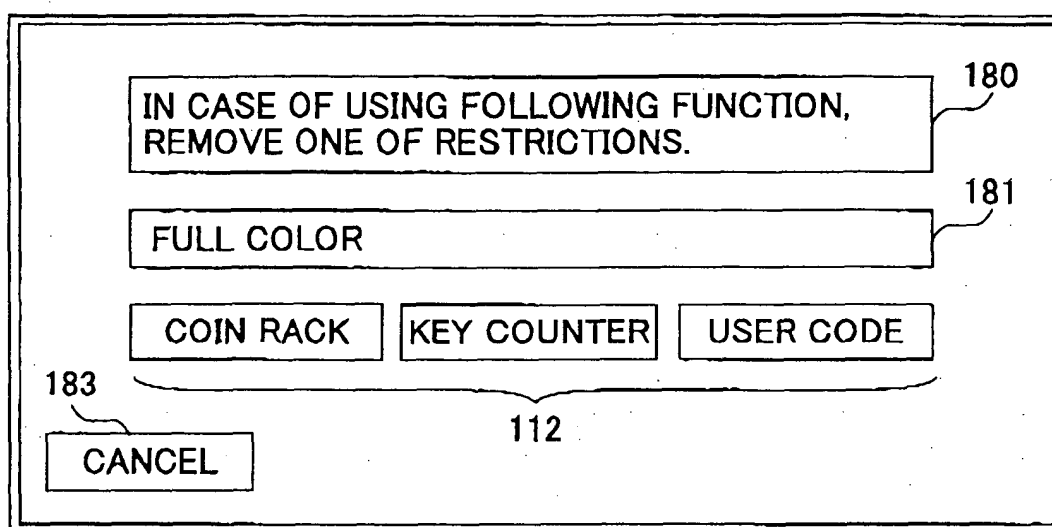 IN CASE OF USING FOLLOWING FUNCTION,
REMOVE ONE OF RESTRICTIONS.
180
FULL COLOR
181
COIN RACK KEY COUNTER USER CODE
112
183
CANCEL